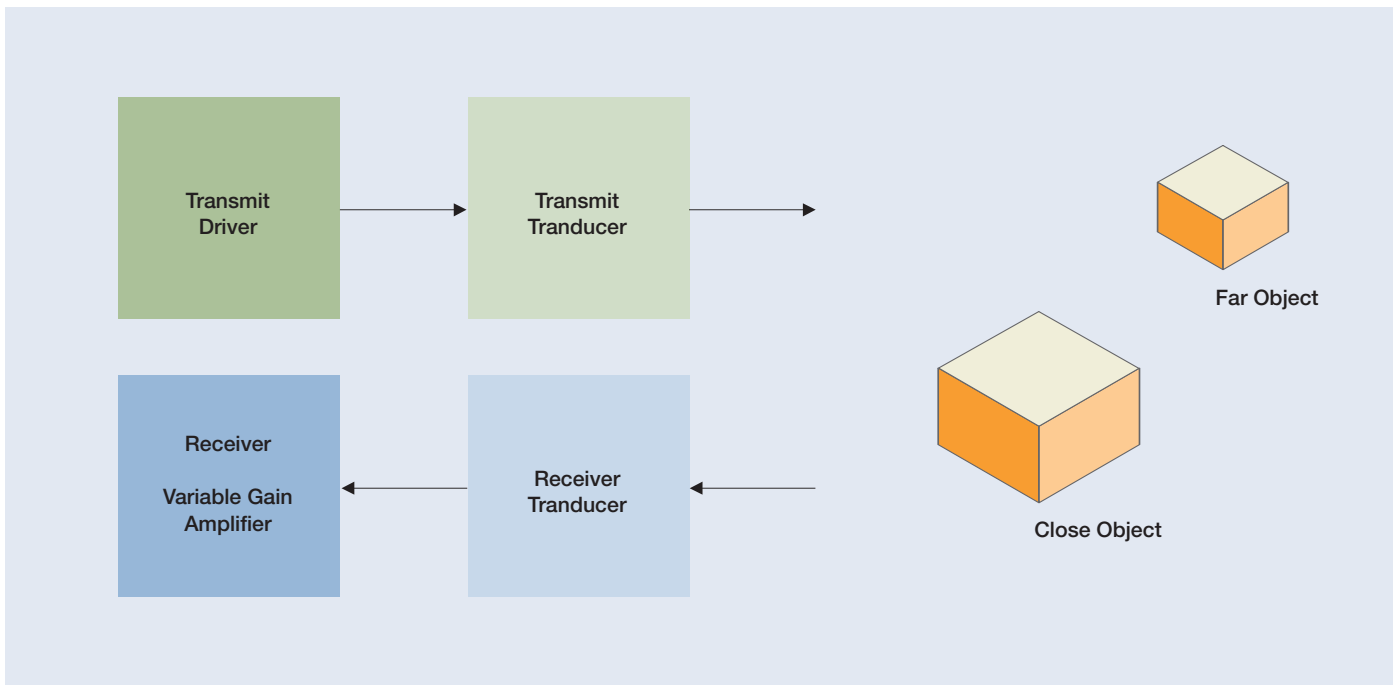 Transmit
Driver
Transmit
Tranducer
Far Object
Receiver
Variable Gain
Amplifier
Receiver
Tranducer
Close Object